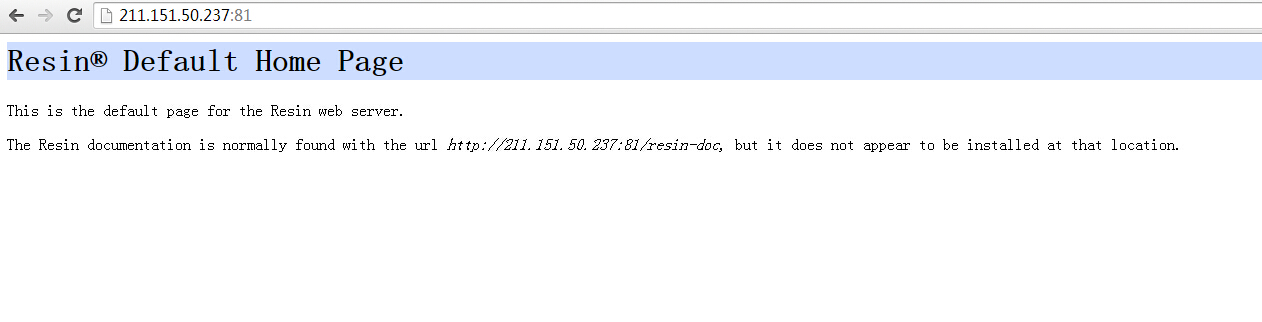 211.151.50.237:81
Resin® Default Home Page
This is the default page for the Resin web server.
The Resin documentation is normally found with the url http://211.151.50.237:81/resin-doc, but it does not appear to be installed at that location.